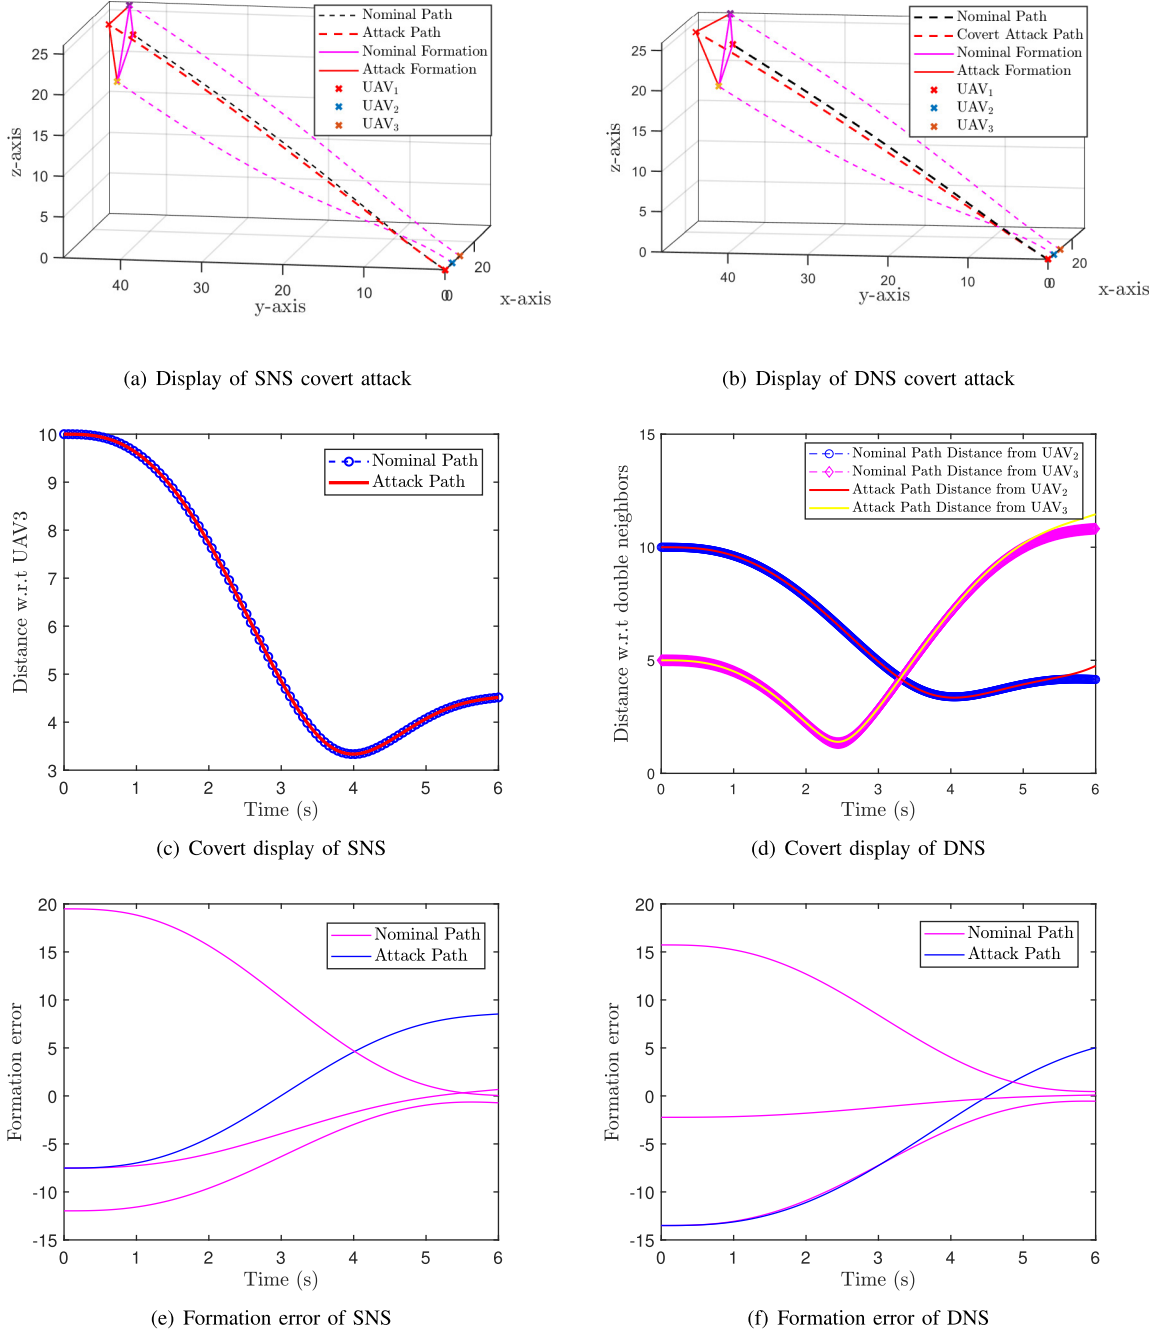 Nominal Path
Attack Path
Nominal Formation
Attack Formation
UAV1
UAV2
UAV3
25
20
15
10
5
0
z-axis
40
30
20
10
0
0
20
y-axis
x-axis
(a) Display of SNS covert attack
Nominal Path
Covert Attack Path
Nominal Formation
Attack Formation
UAV1
UAV2
UAV3
25
20
15
10
5
0
z-axis
40
30
20
10
0
0
20
y-axis
x-axis
(b) Display of DNS covert attack
Nominal Path
Attack Path
10
9
8
7
6
5
4
3
Distance w.r.t UAV3
0 1 2 3 4 5 6
Time (s)
(c) Covert display of SNS
Nominal Path Distance from UAV2
Nominal Path Distance from UAV3
Attack Path Distance from UAV2
Attack Path Distance from UAV3
15
10
5
0
Distance w.r.t double neighbors
0 1 2 3 4 5 6
Time (s)
(d) Covert display of DNS
Nominal Path
Attack Path
20
15
10
5
0
-5
-10
-15
Formation error
0 1 2 3 4 5 6
Time (s)
(e) Formation error of SNS
Nominal Path
Attack Path
20
15
10
5
0
-5
-10
-15
Formation error
0 1 2 3 4 5 6
Time (s)
(f) Formation error of DNS